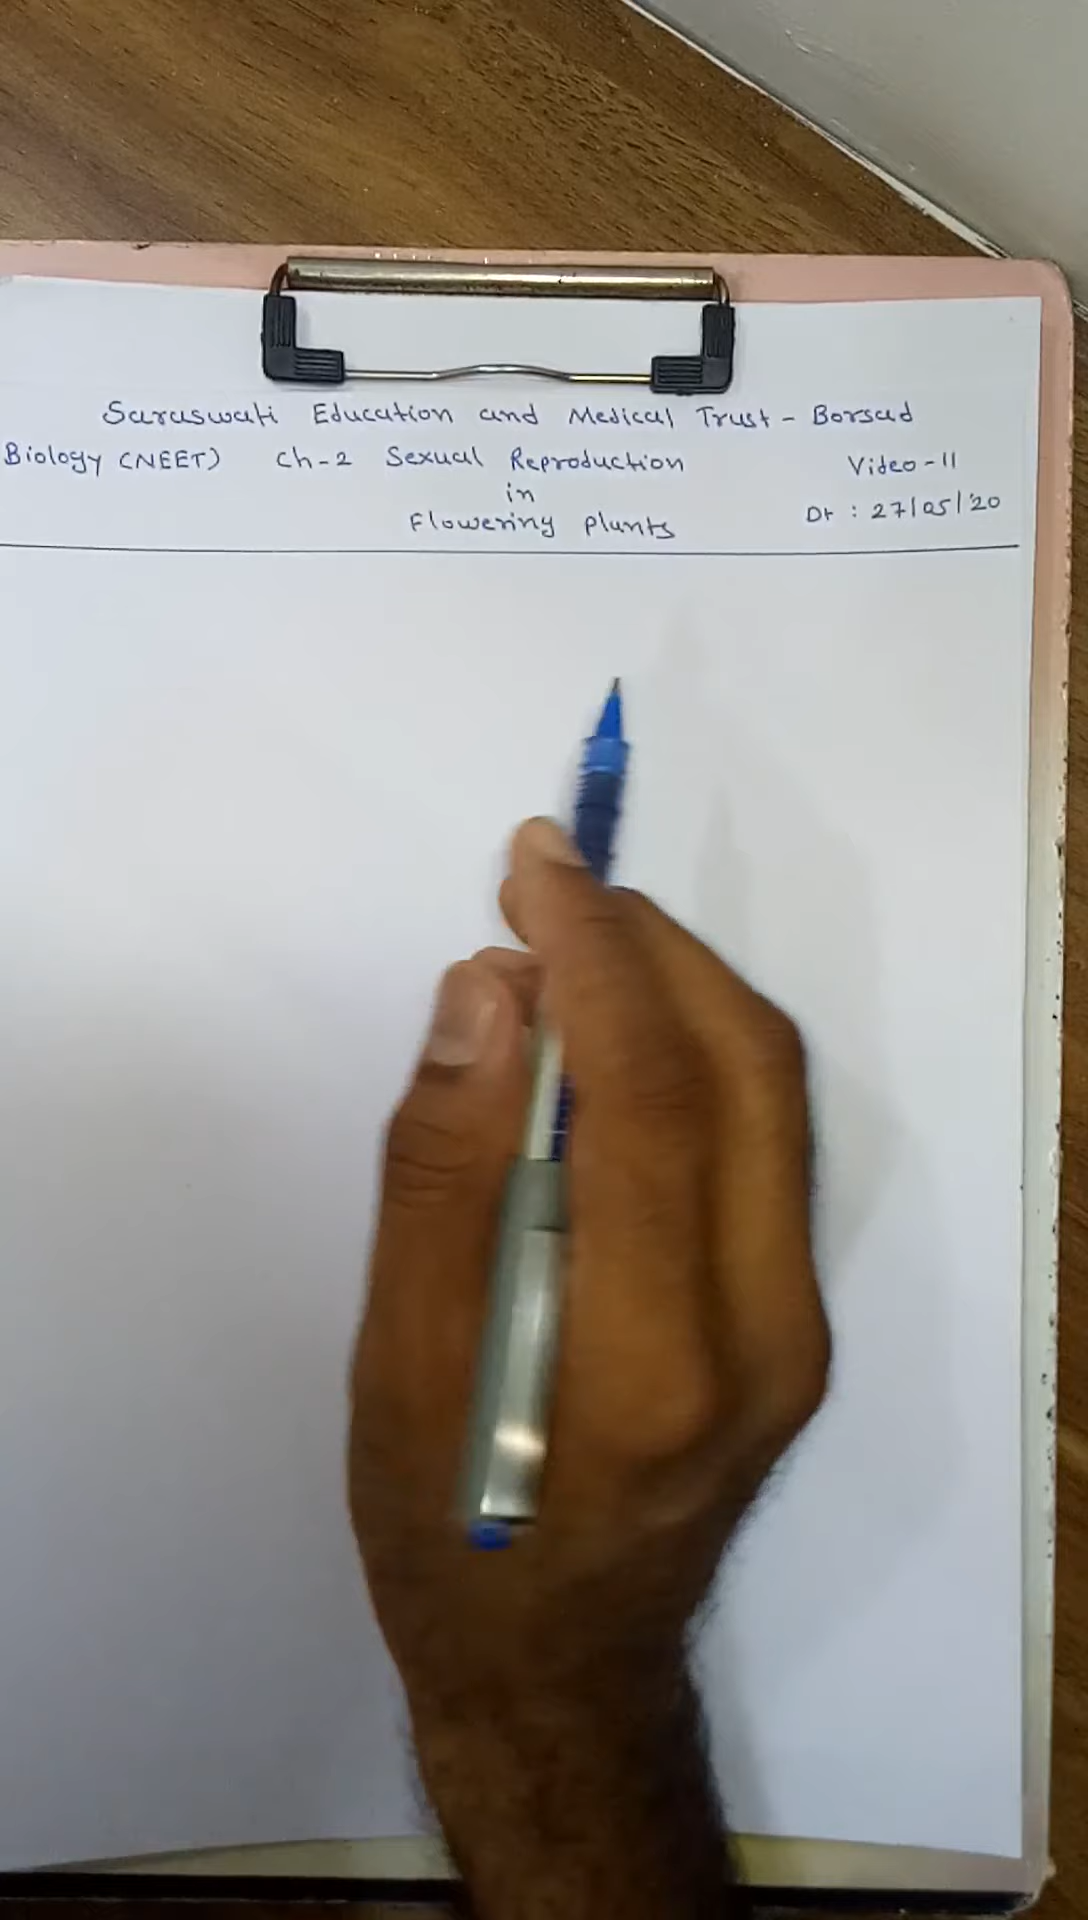 Saraswati Education and Medical Trust - Borsad
Biology (NEET) Ch-2 Sexual Reproduction Video-11
in
Flowering plants Dt : 27/05/'20